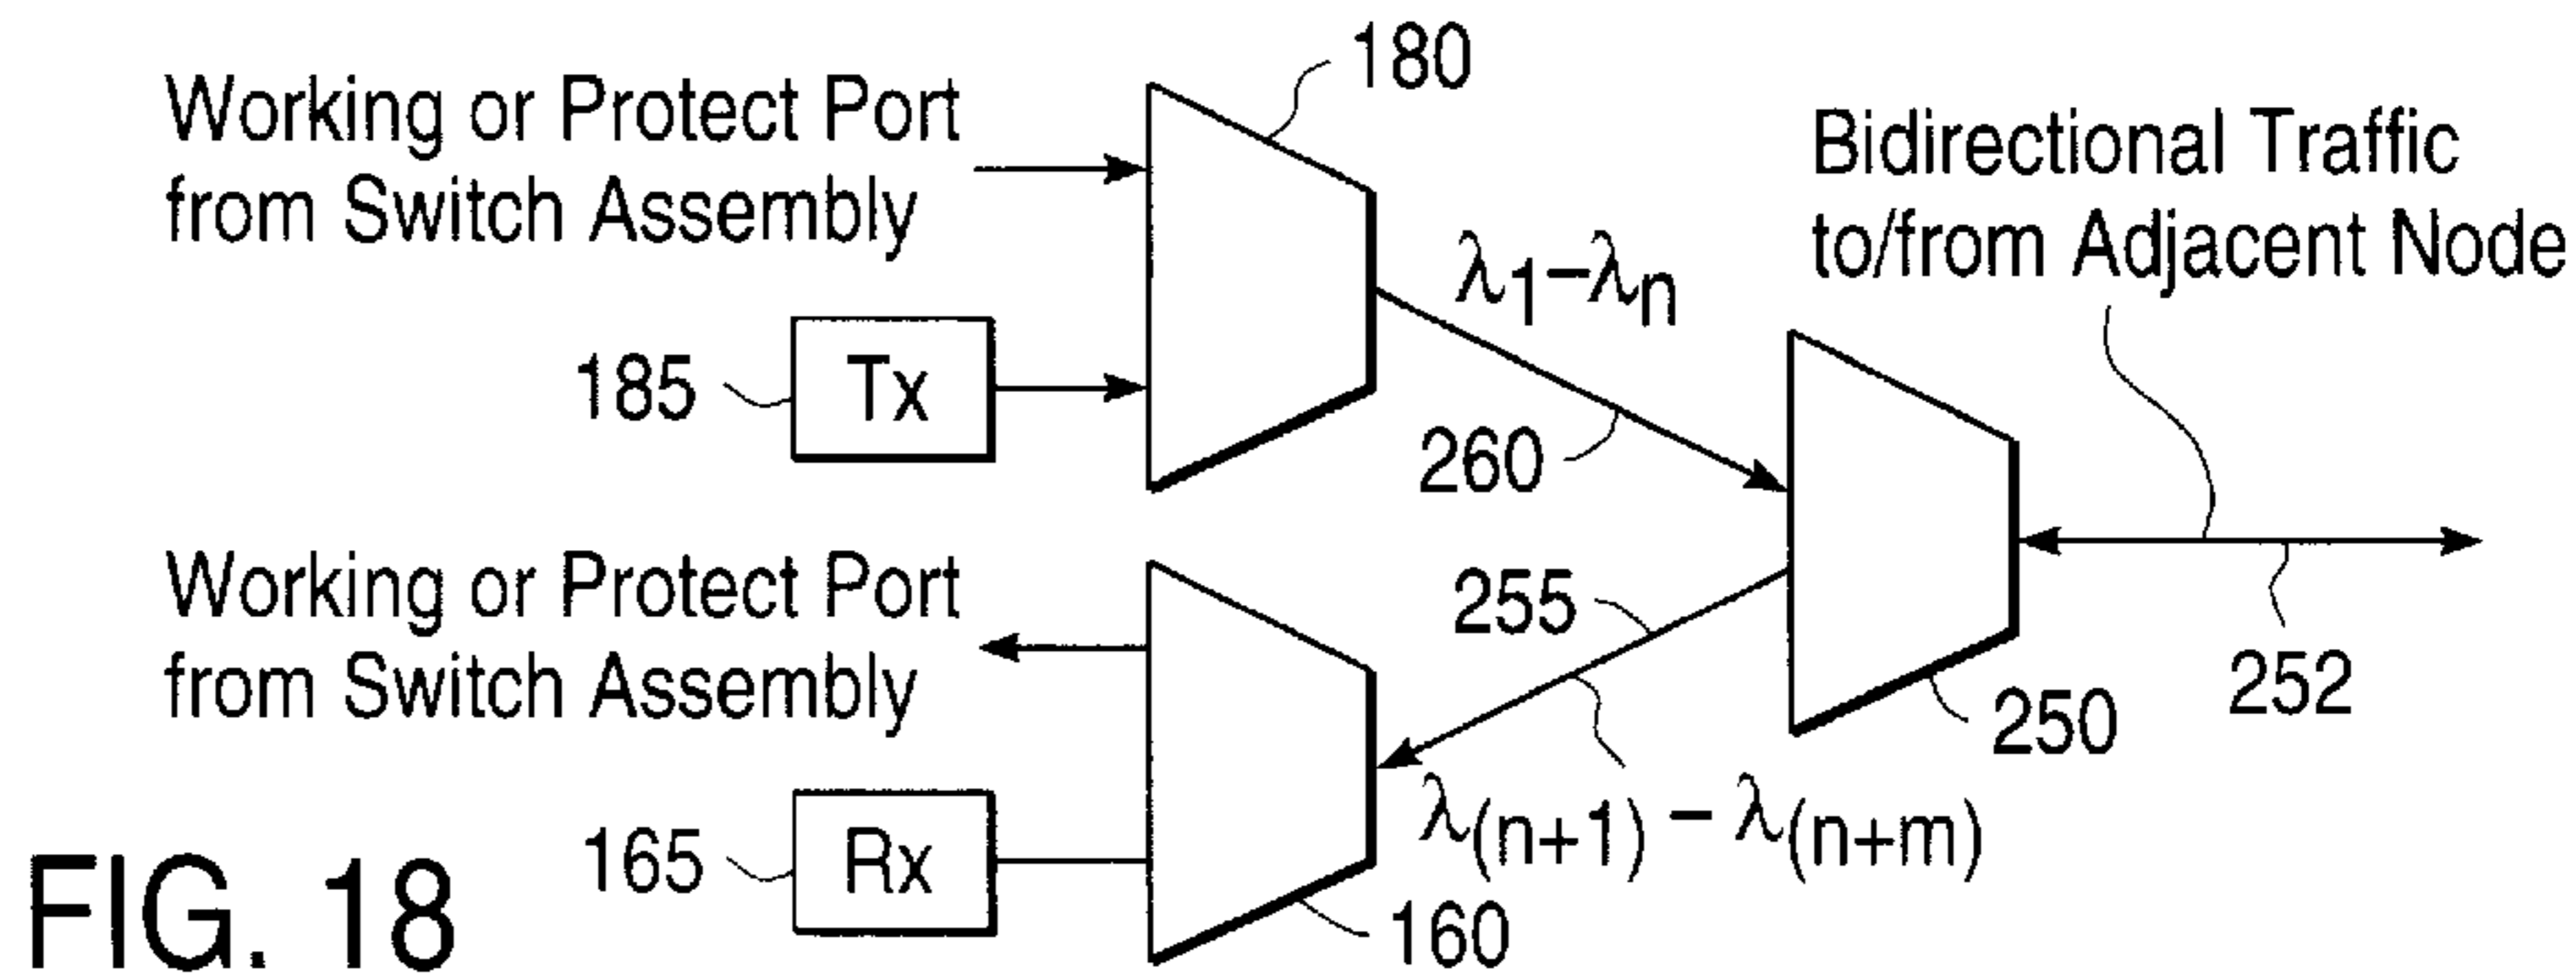 180
Working or Protect Port
from Switch Assembly
Bidirectional Traffic
to/from Adjacent Node
λ1–λn
185
Tx
260
Working or Protect Port
from Switch Assembly
255
252
250
λ(n+1) – λ(n+m)
165
Rx
160
FIG. 18